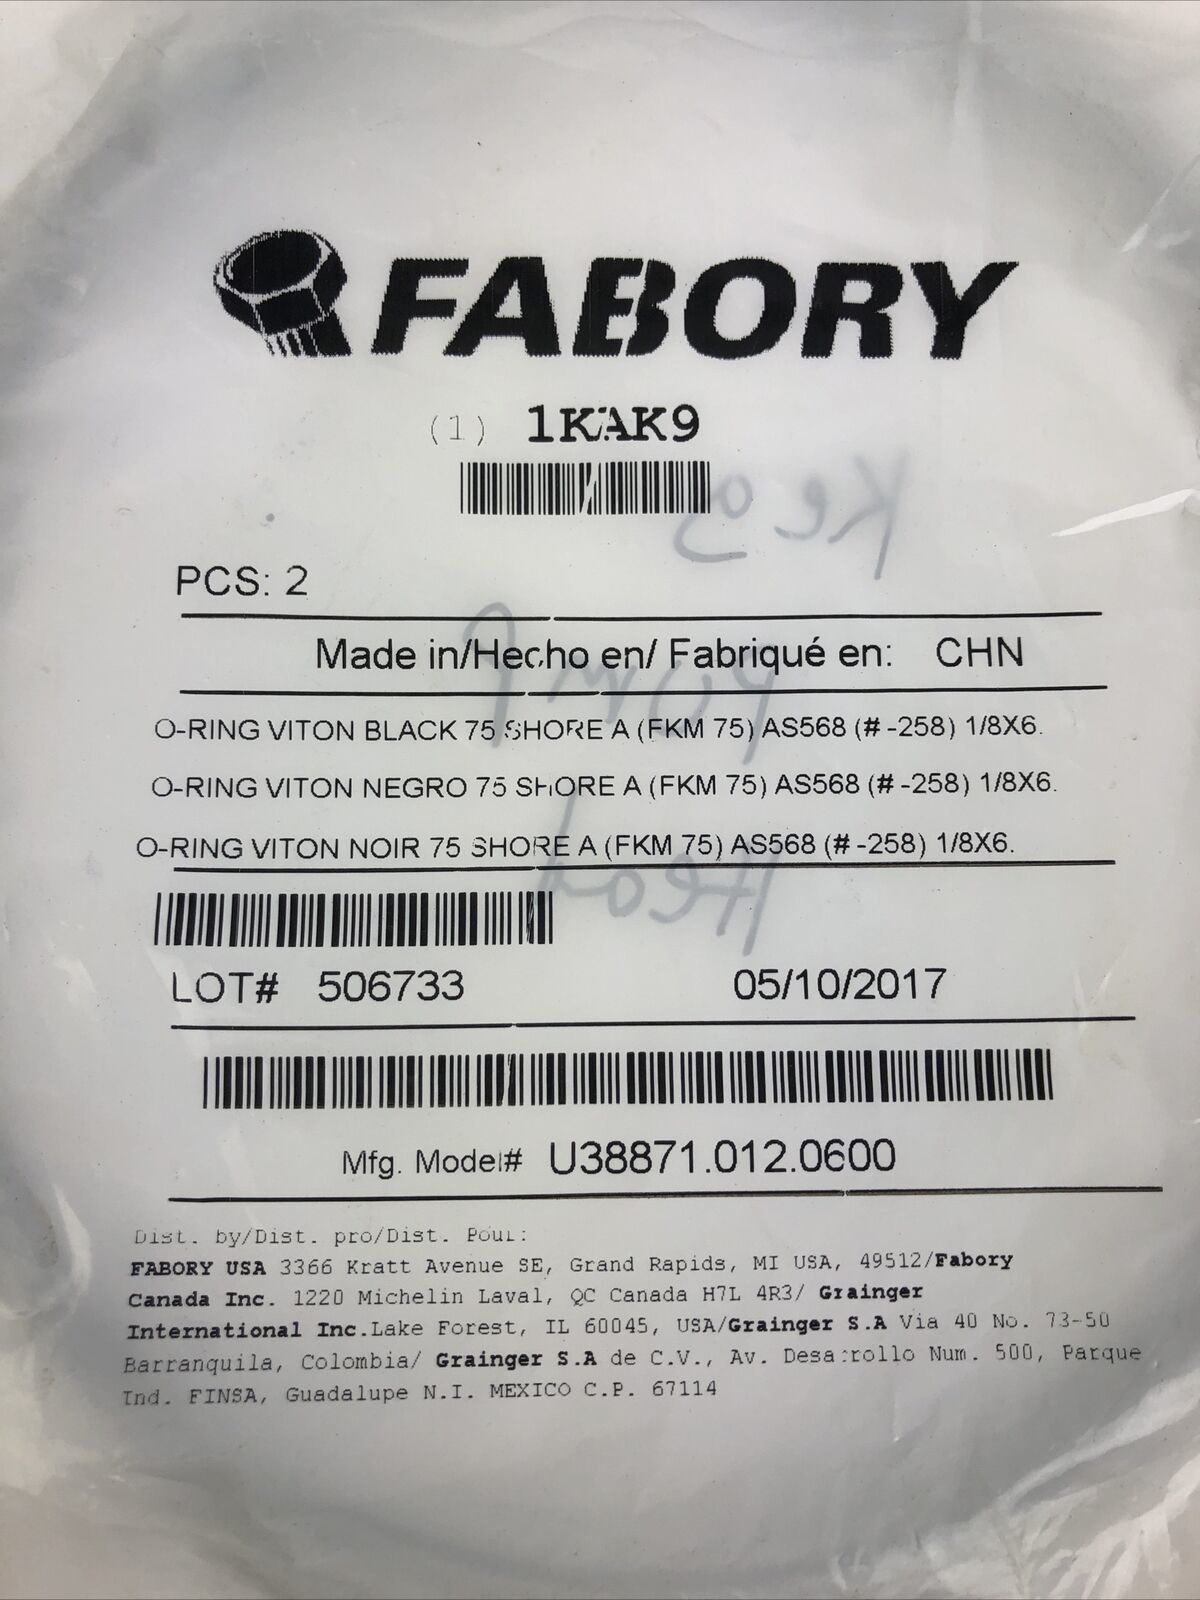 FABORY
(1) 1KAK9
Keg
PCS: 2
Pump
Made in/Hecho en/ Fabriqué en: CHN
O-RING VITON BLACK 75 SHORE A (FKM 75) AS568 (# -258) 1/8X6.
O-RING VITON NEGRO 75 SHORE A (FKM 75) AS568 (# -258) 1/8X6.
O-RING VITON NOIR 75 SHORE A (FKM 75) AS568 (# -258) 1/8X6.
Head
LOT# 506733 05/10/2017
Mfg. Model# U38871.012.0600
Dist. by/Dist. pro/Dist. Pour:
FABORY USA 3366 Kratt Avenue SE, Grand Rapids, MI USA, 49512/Fabory
Canada Inc. 1220 Michelin Laval, QC Canada H7L 4R3/ Grainger
International Inc.Lake Forest, IL 60045, USA/Grainger S.A Via 40 No. 73-50
Barranquila, Colombia/ Grainger S.A de C.V., Av. Desarrollo Num. 500, Parque
Ind. FINSA, Guadalupe N.I. MEXICO C.P. 67114